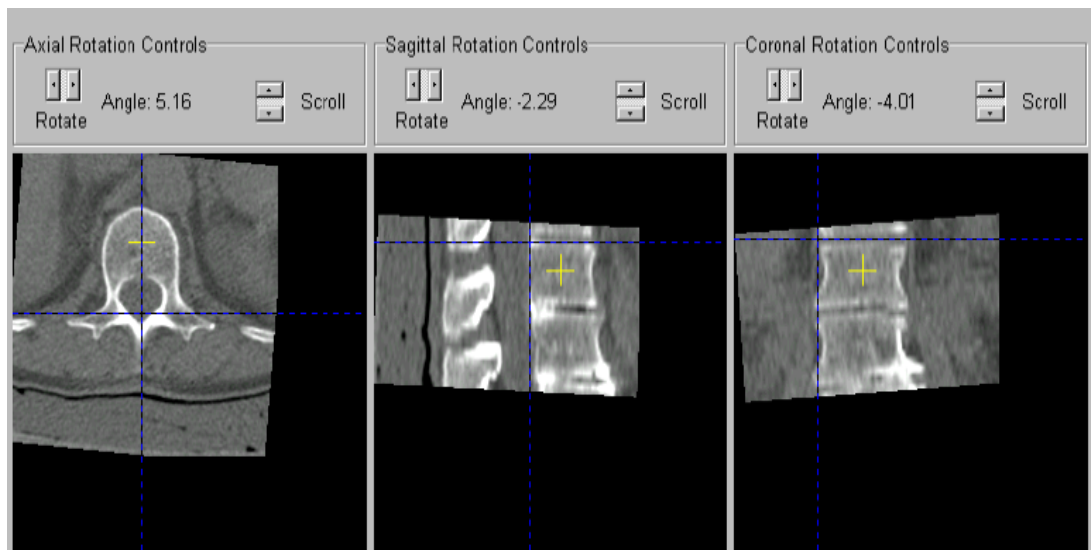 Axial Rotation Controls
Rotate
Angle: 5.16
Scroll
Sagittal Rotation Controls
Rotate
Angle: -2.29
Scroll
Coronal Rotation Controls
Rotate
Angle: -4.01
Scroll